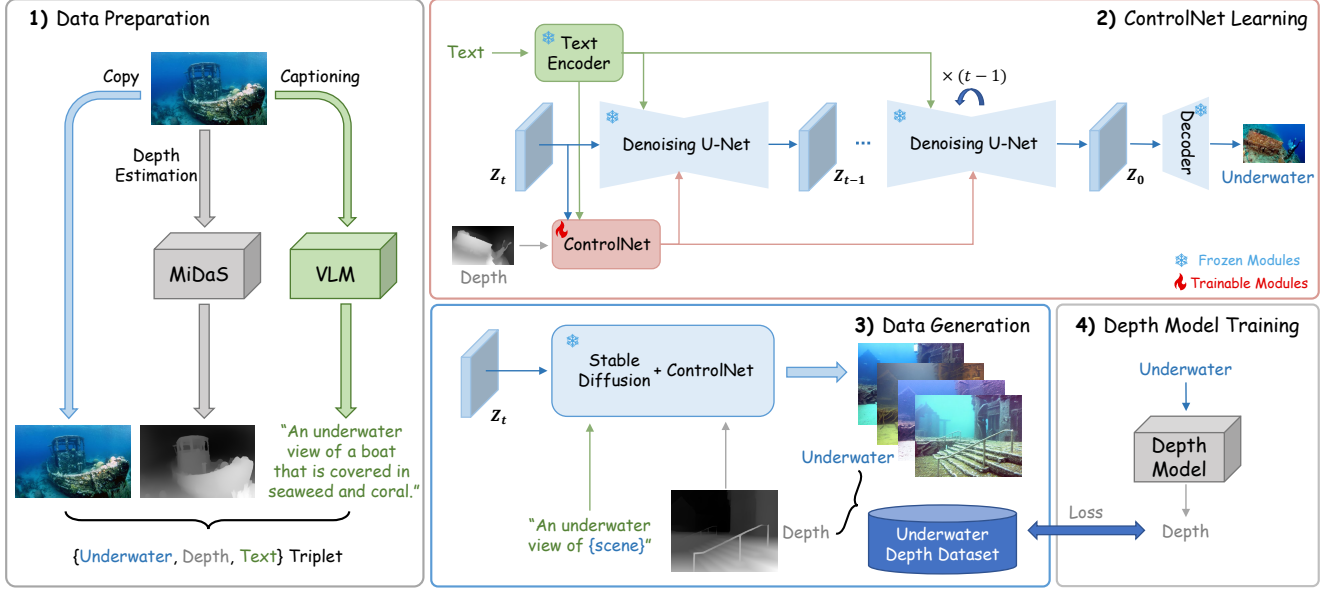 1) Data Preparation
Copy
Captioning
Depth
Estimation
MiDaS
VLM
"An underwater
view of a boat
that is covered in
seaweed and coral."
{Underwater, Depth, Text} Triplet
2) ControlNet Learning
Text
Text
Encoder
× (t − 1)
Denoising U-Net
Denoising U-Net
Decoder
Z_t
Z_{t−1}
...
Z_0
Underwater
ControlNet
Depth
Frozen Modules
Trainable Modules
3) Data Generation
Stable
Diffusion + ControlNet
Z_t
Underwater
"An underwater
view of {scene}"
Depth
Underwater
Depth Dataset
4) Depth Model Training
Underwater
Depth
Model
Loss
Depth